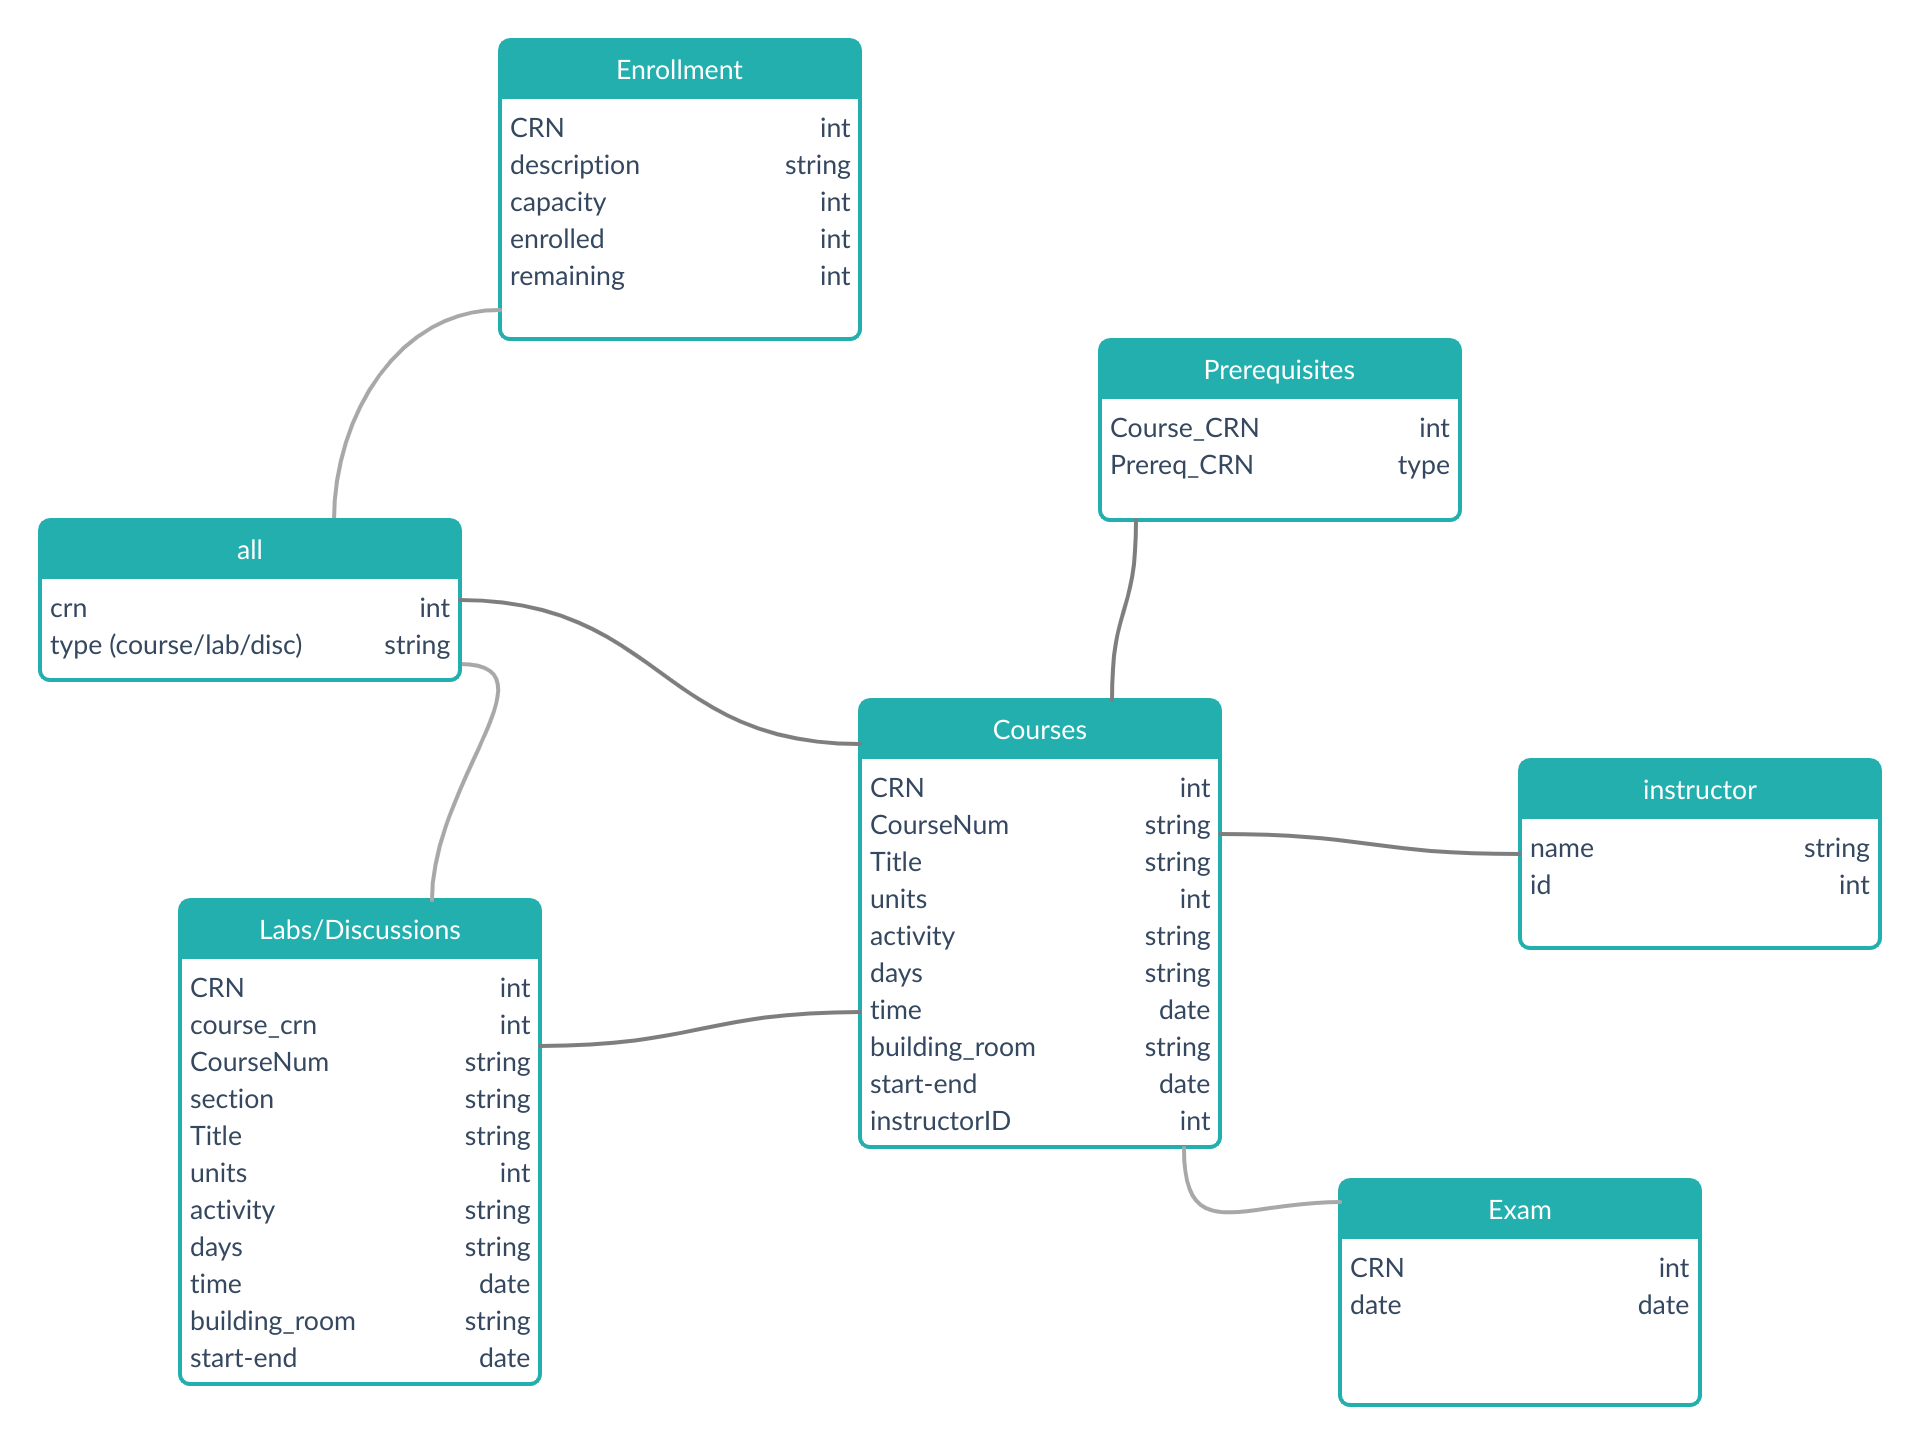 Enrollment
CRN int
description string
capacity int
enrolled int
remaining int
Prerequisites
Course_CRN int
Prereq_CRN type
all
crn int
type (course/lab/disc) string
Courses
CRN int
CourseNum string
Title string
units int
activity string
days string
time date
building_room string
start-end date
instructorID int
instructor
name string
id int
Labs/Discussions
CRN int
course_crn int
CourseNum string
section string
Title string
units int
activity string
days string
time date
building_room string
start-end date
Exam
CRN int
date date